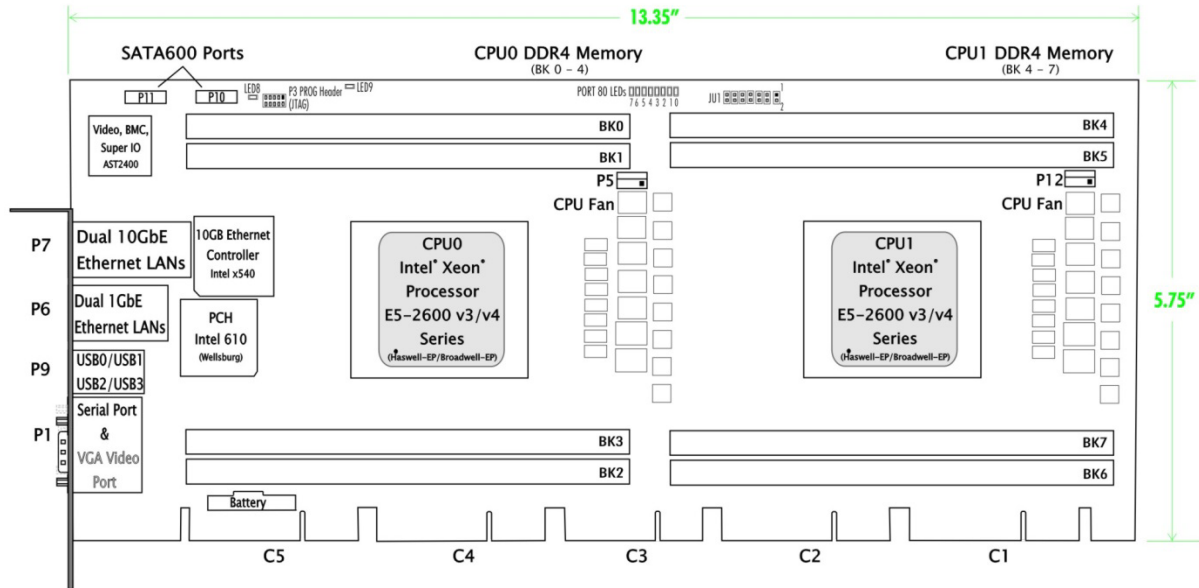 13.35"
SATA600 Ports
CPU0 DDR4 Memory
(BK 0 – 4)
CPU1 DDR4 Memory
(BK 4 – 7)
P11
P10
LED8
P3 PROG Header
(JTAG)
LED9
PORT 80 LEDs
7 6 5 4 3 2 1 0
JU1
1
2
Video, BMC,
Super IO
AST2400
BK0
BK1
BK4
BK5
P5
CPU Fan
P12
CPU Fan
5.75"
P7
Dual 10GbE
Ethernet LANs
10GB Ethernet
Controller
Intel x540
P6
Dual 1GbE
Ethernet LANs
PCH
Intel 610
(Wellsburg)
P9
USB0/USB1
USB2/USB3
P1
Serial Port
&
VGA Video
Port
CPU0
Intel® Xeon®
Processor
E5-2600 v3/v4
Series
(Haswell-EP/Broadwell-EP)
CPU1
Intel® Xeon®
Processor
E5-2600 v3/v4
Series
(Haswell-EP/Broadwell-EP)
BK3
BK2
BK7
BK6
Battery
C5
C4
C3
C2
C1